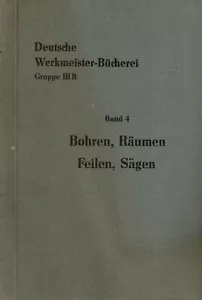 Deutsche
Werkmeister-Bücherei
Gruppe III B
Band 4
Bohren, Räumen
Feilen, Sägen